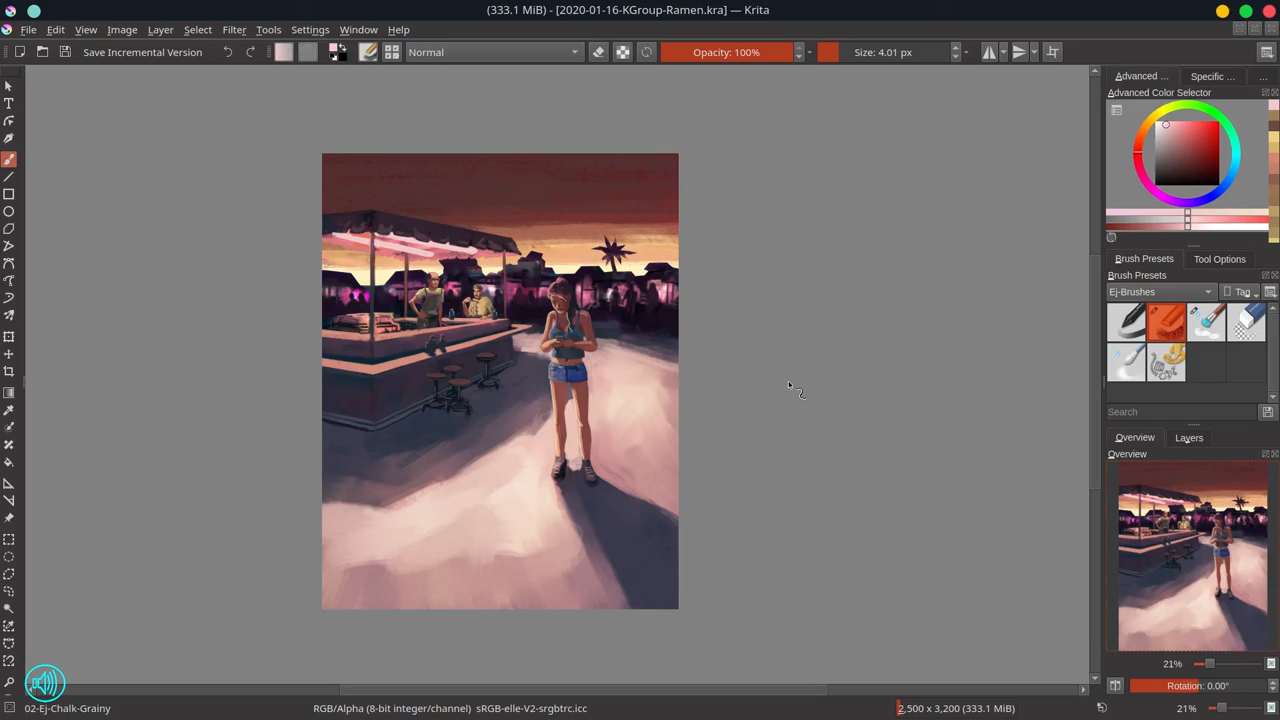 (333.1 MiB) - [2020-01-16-KGroup-Ramen.kra] — Krita
File Edit View Image Layer Select Filter Tools Settings Window Help
Save Incremental Version
Normal
Opacity: 100%
Size: 4.01 px
Advanced ...
Specific ...
...
Advanced Color Selector
Brush Presets
Tool Options
Brush Presets
Ej-Brushes
Tag
Search
Overview
Layers
Overview
21%
Rotation: 0.00°
02-Ej-Chalk-Grainy
RGB/Alpha (8-bit integer/channel) sRGB-elle-V2-srgbtrc.icc
2,500 x 3,200 (333.1 MiB)
21%